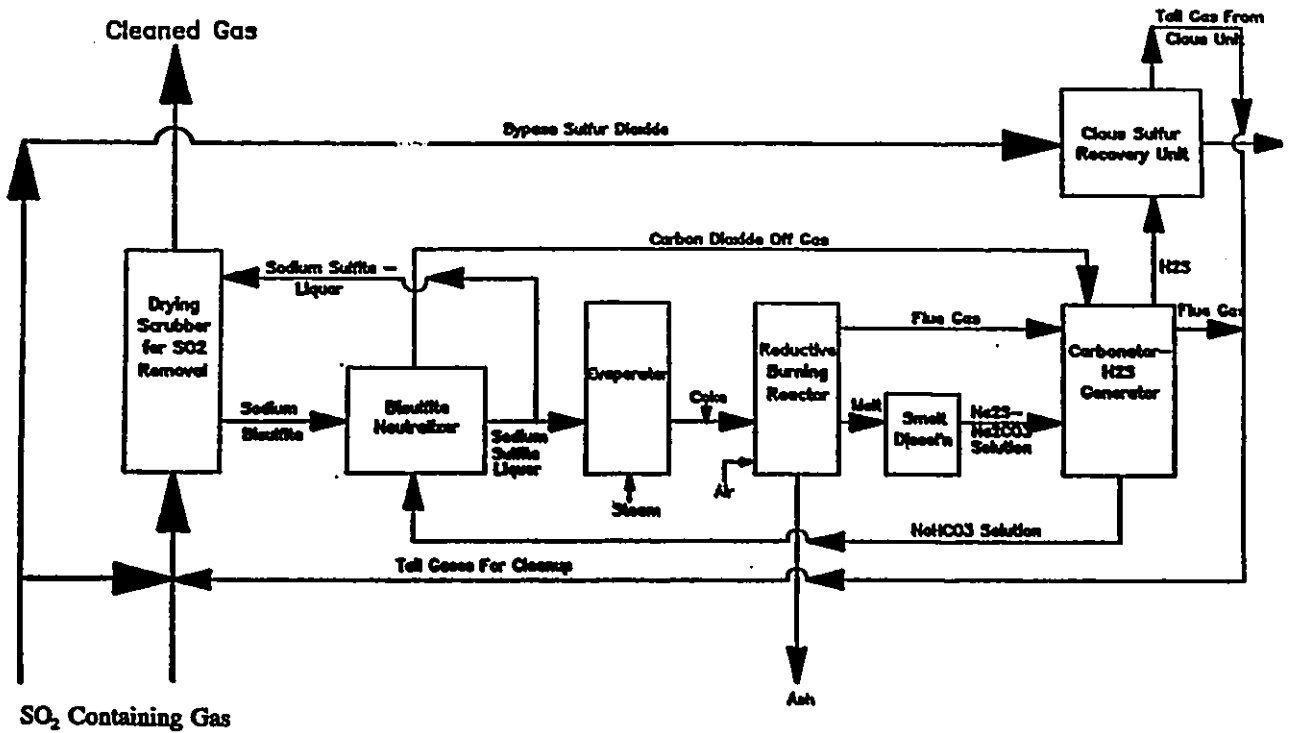 Tail Gas From
Claus Unit
Cleaned Gas
Bypass Sulfur Dioxide
Claus Sulfur
Recovery Unit
Carbon Dioxide Off Gas
H2S
Sodium Sulfite –
Liquor
Drying
Scrubber
for SO2
Removal
Flue Gas
Flue Gas
Reductive
Burning
Reactor
Carbonator–
H2S
Generator
Evaporator
Coke
Sodium
Bisulfite
Bisulfite
Neutralizer
Melt
Smelt
Dissol'n
Na2S–
Na2CO3
Solution
Sodium
Sulfite
Liquor
Air
Steam
NaHCO3 Solution
Tail Gases For Cleanup
Ash
SO₂ Containing Gas